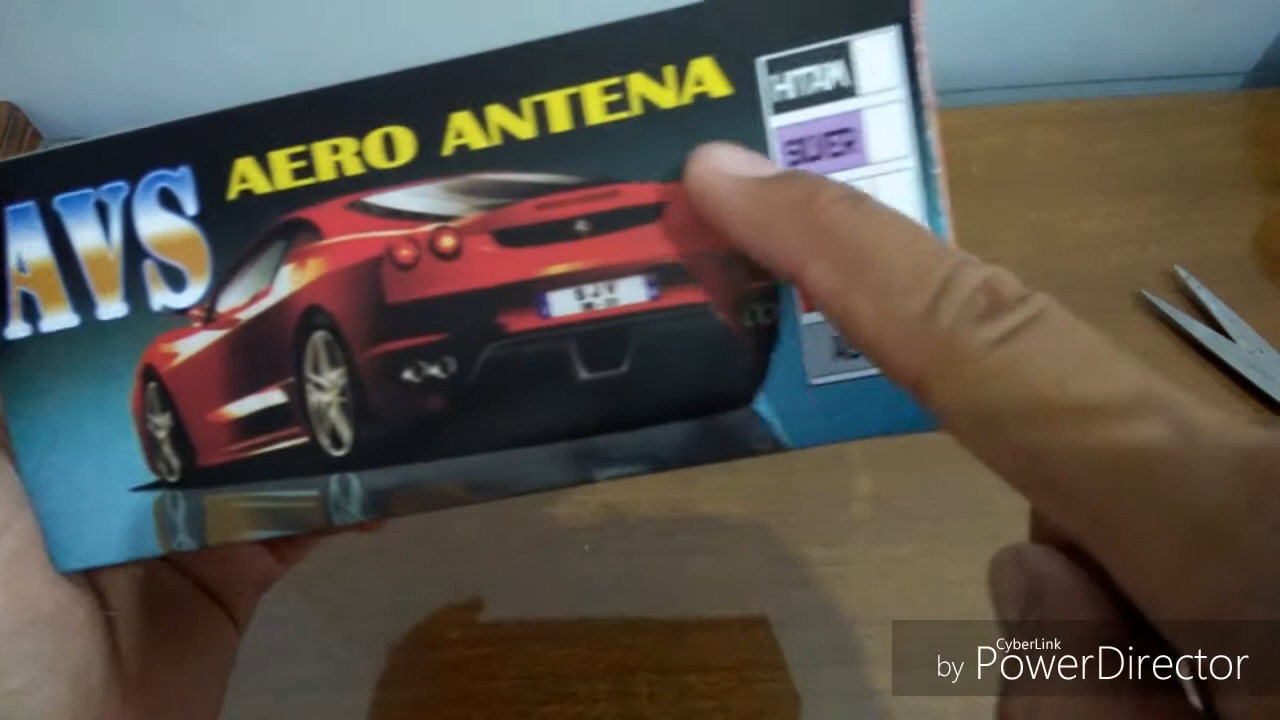 AVS AERO ANTENA
HITAM
SILVER
CyberLink
by PowerDirector